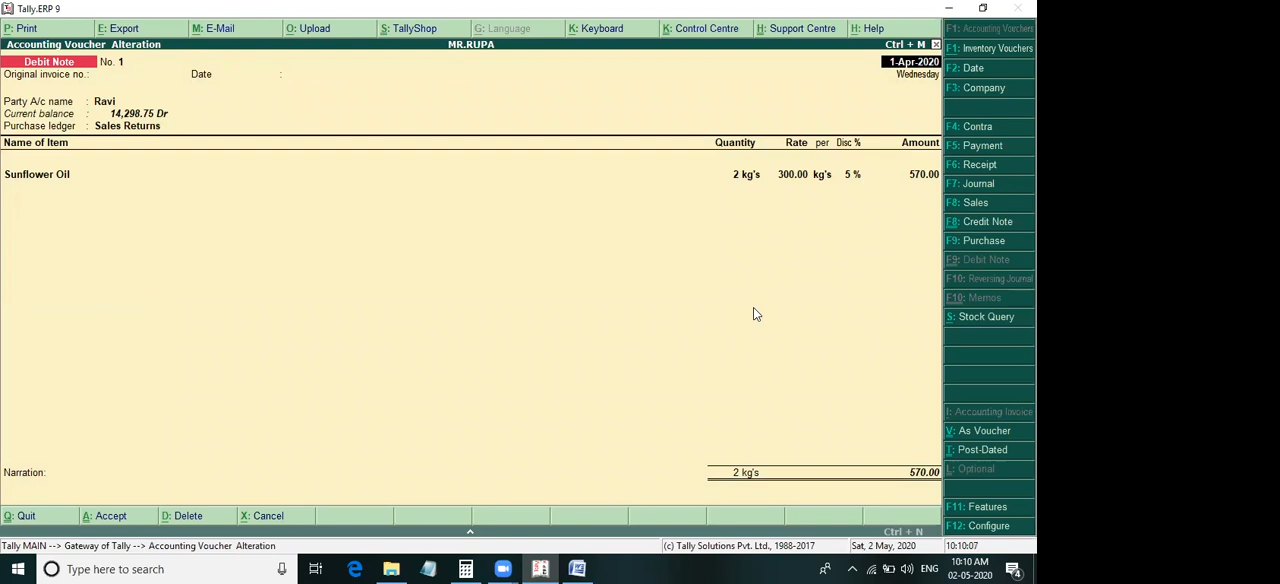 Tally.ERP 9
P: Print E: Export M: E-Mail O: Upload S: TallyShop G: Language K: Keyboard K: Control Centre H: Support Centre H: Help
Accounting Voucher Alteration MR.RUPA Ctrl + M
Debit Note No. 1 1-Apr-2020
Original invoice no.: Date : Wednesday
Party A/c name : Ravi
Current balance : 14,298.75 Dr
Purchase ledger : Sales Returns
Name of Item Quantity Rate per Disc % Amount
Sunflower Oil 2 kg's 300.00 kg's 5 % 570.00
Narration: 2 kg's 570.00
Q: Quit A: Accept D: Delete X: Cancel
Ctrl + N
Tally MAIN --> Gateway of Tally --> Accounting Voucher Alteration (c) Tally Solutions Pvt. Ltd., 1988-2017 Sat, 2 May, 2020 10:10:07
F1: Accounting Vouchers
F1: Inventory Vouchers
F2: Date
F3: Company
F4: Contra
F5: Payment
F6: Receipt
F7: Journal
F8: Sales
F8: Credit Note
F9: Purchase
F9: Debit Note
F10: Reversing Journal
F10: Memos
S: Stock Query
I: Accounting Invoice
V: As Voucher
T: Post-Dated
L: Optional
F11: Features
F12: Configure
Type here to search ENG 10:10 AM
02-05-2020 4